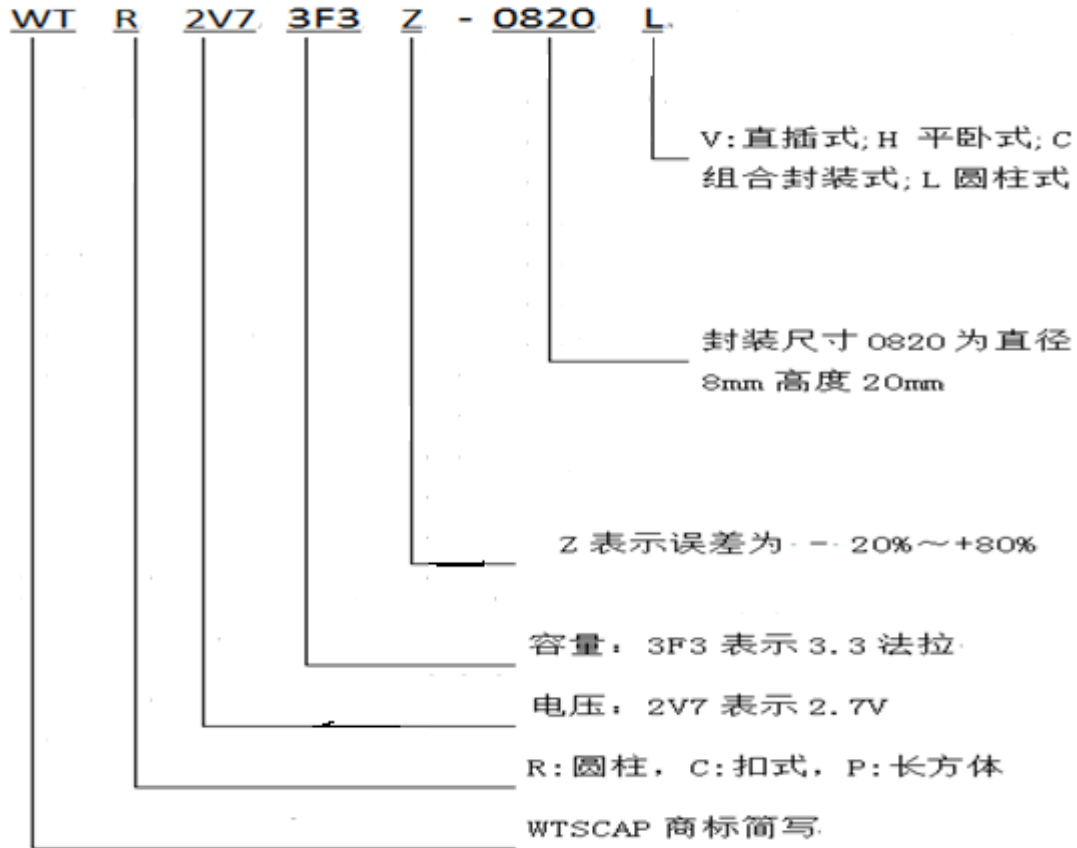 WT R 2V7 3F3 Z - 0820 L
V:直插式;H 平卧式;C
组合封装式;L 圆柱式
封装尺寸 0820 为直径
8mm 高度 20mm
Z 表示误差为 - 20%～+80%
容量：3F3 表示 3.3 法拉
电压：2V7 表示 2.7V
R:圆柱，C:扣式，P:长方体
WTSCAP 商标简写